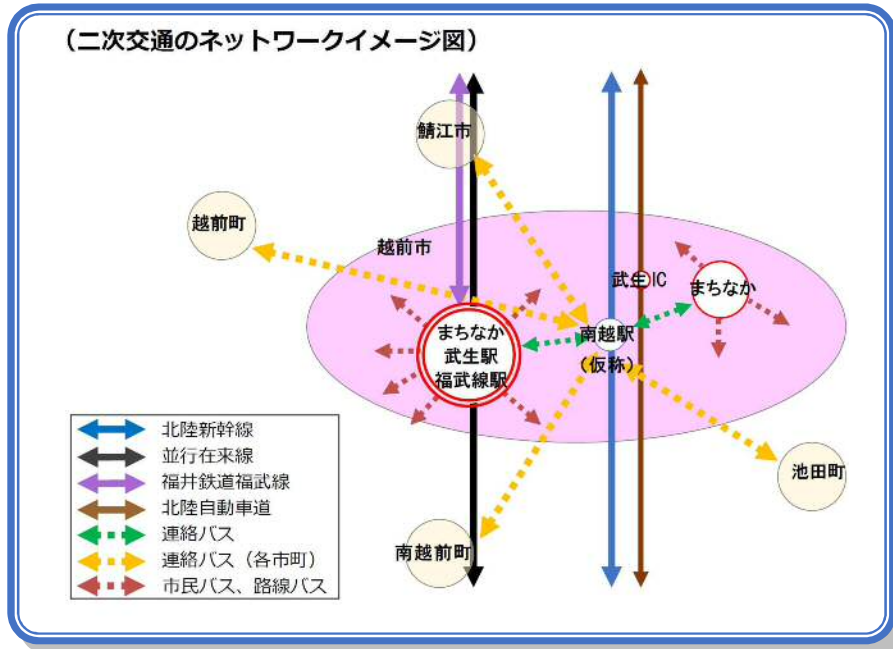 （二次交通のネットワークイメージ図）
鯖江市
越前町
越前市
武生IC
まちなか
まちなか
武生駅
福武線駅
南越駅
（仮称）
池田町
南越前町
北陸新幹線
並行在来線
福井鉄道福武線
北陸自動車道
連絡バス
連絡バス（各市町）
市民バス、路線バス